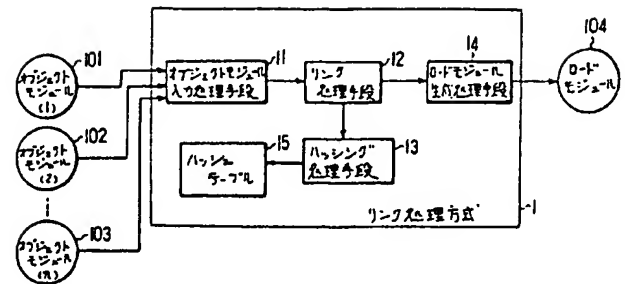 101
オブジェクト
モジュール
(1)
102
オブジェクト
モジュール
(2)
103
オブジェクト
モジュール
(n)
11
オブジェクトモジュール
入力処理手段
12
リンク
処理手段
14
ロードモジュール
生成処理手段
104
ロード
モジュール
15
ハッシュ
テーブル
13
ハッシング
処理手段
1
リンク処理方式